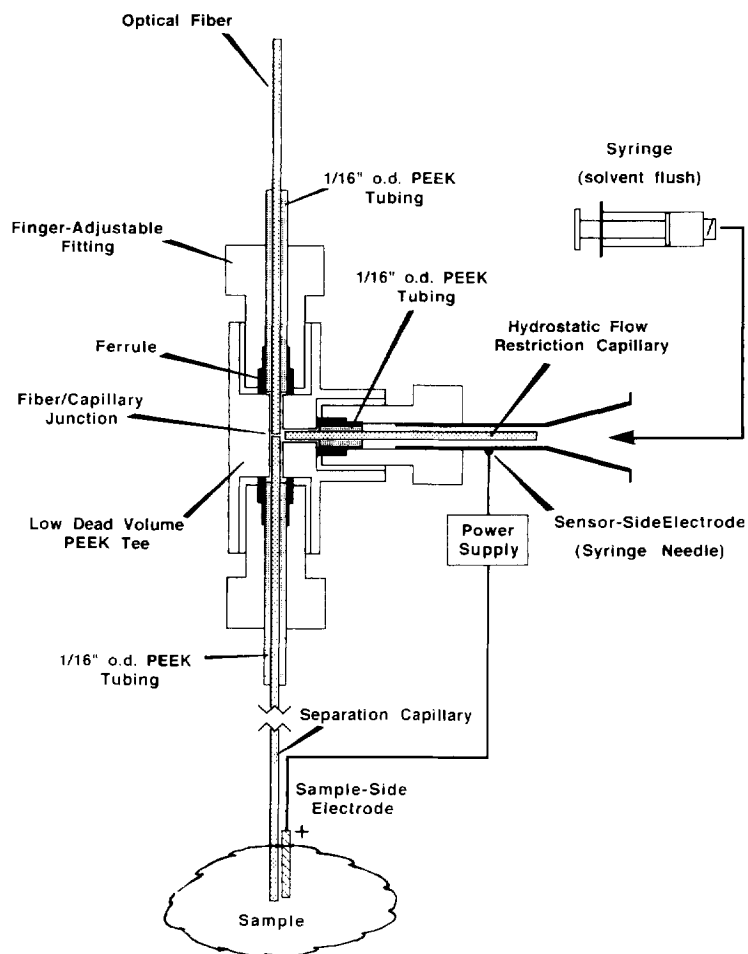 Optical Fiber
Syringe
(solvent flush)
1/16" o.d. PEEK
Tubing
Finger-Adjustable
Fitting
1/16" o.d. PEEK
Tubing
Hydrostatic Flow
Restriction Capillary
Ferrule
Fiber/Capillary
Junction
Low Dead Volume
PEEK Tee
Power
Supply
Sensor-SideElectrode
(Syringe Needle)
1/16" o.d. PEEK
Tubing
Separation Capillary
Sample-Side
Electrode
+
Sample